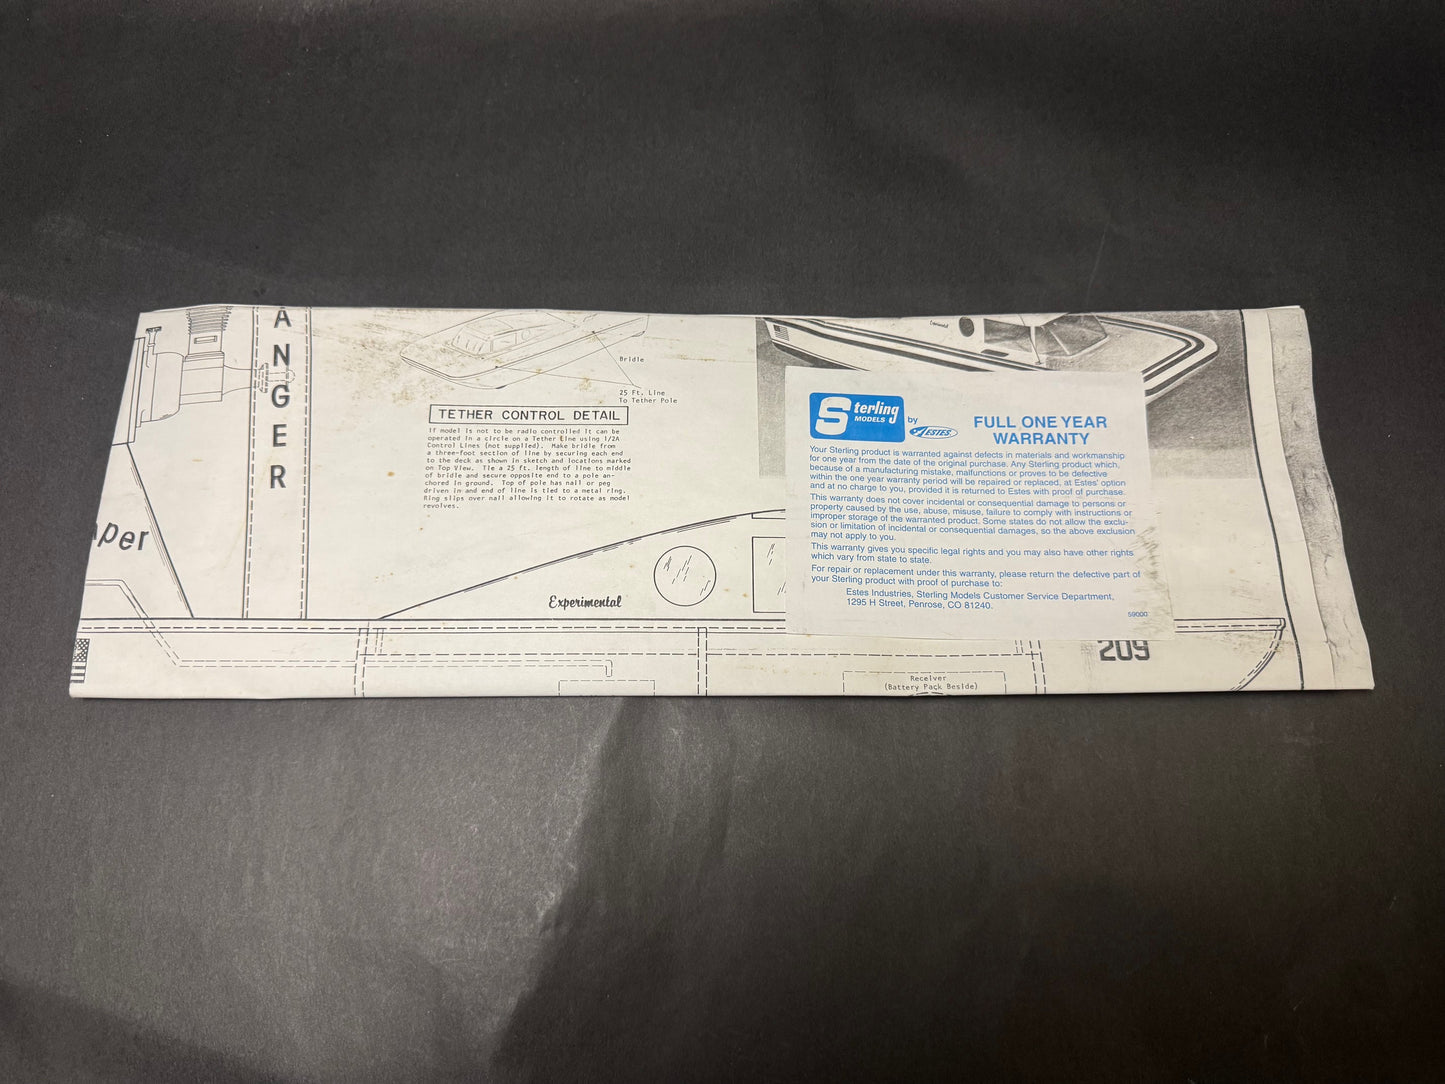 ANGER
Bridle
25 Ft. Line
To Tether Pole
TETHER CONTROL DETAIL
If model is not to be radio controlled it can be
operated in a circle on a Tether Line using 1/2A
Control Lines (not supplied). Make bridle from
a three-foot section of line by securing each end
to the deck as shown in sketch and locations marked
on Top View. Tie a 25 ft. length of line to middle
of bridle and secure opposite end to a pole an-
chored in ground. Top of pole has nail or peg
driven in and end of line is tied to a metal ring.
Ring slips over nail allowing it to rotate as model
revolves.
per
Experimental
Sterling
MODELS
by
ESTES
FULL ONE YEAR
WARRANTY
Your Sterling product is warranted against defects in materials and workmanship
for one year from the date of the original purchase. Any Sterling product which,
because of a manufacturing mistake, malfunctions or proves to be defective
within the one year warranty period will be repaired or replaced, at Estes' option
and at no charge to you, provided it is returned to Estes with proof of purchase.
This warranty does not cover incidental or consequential damage to persons or
property caused by the use, abuse, misuse, failure to comply with instructions or
improper storage of the warranted product. Some states do not allow the exclu-
sion or limitation of incidental or consequential damages, so the above exclusion
may not apply to you.
This warranty gives you specific legal rights and you may also have other rights
which vary from state to state.
For repair or replacement under this warranty, please return the defective part of
your Sterling product with proof of purchase to:
Estes Industries, Sterling Models Customer Service Department,
1295 H Street, Penrose, CO 81240.
59000
209
Receiver
(Battery Pack Beside)